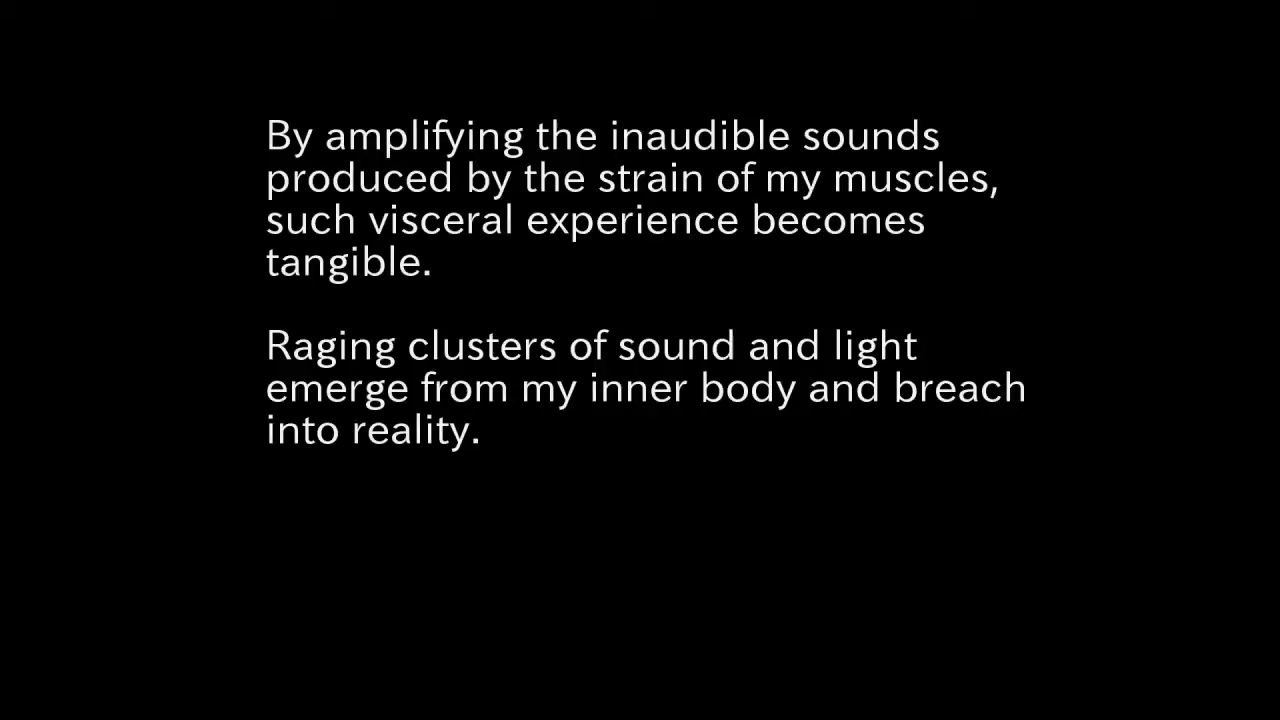 By amplifying the inaudible sounds
produced by the strain of my muscles,
such visceral experience becomes
tangible.
Raging clusters of sound and light
emerge from my inner body and breach
into reality.